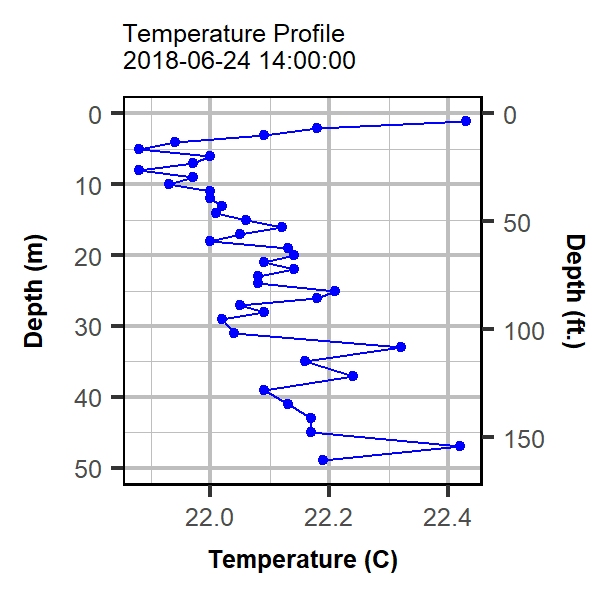 Temperature Profile
2018-06-24 14:00:00
0
10
20
30
40
50
Depth (m)
0
50
100
150
Depth (ft.)
22.0 22.2 22.4
Temperature (C)